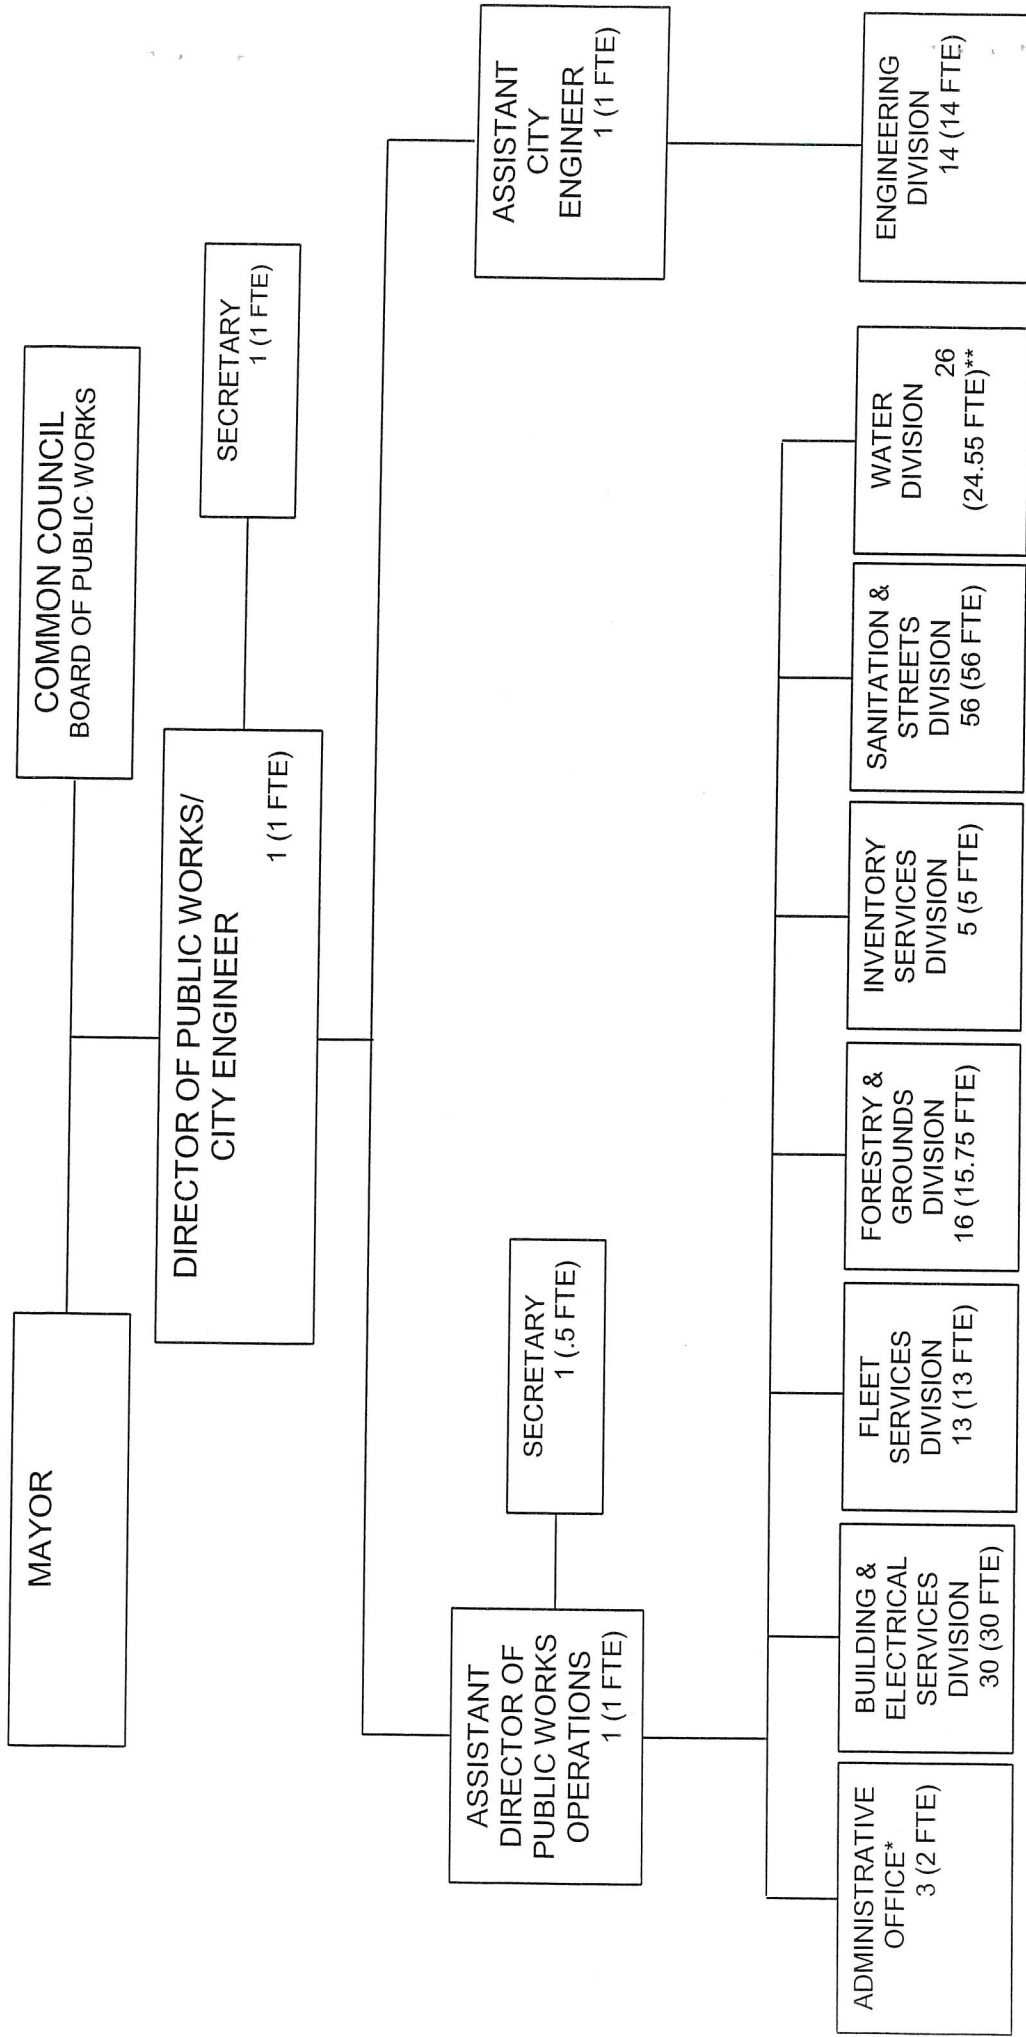 MAYOR
COMMON COUNCIL
BOARD OF PUBLIC WORKS
DIRECTOR OF PUBLIC WORKS/
CITY ENGINEER
1 (1 FTE)
SECRETARY
1 (1 FTE)
ASSISTANT
DIRECTOR OF
PUBLIC WORKS
OPERATIONS
1 (1 FTE)
SECRETARY
1 (.5 FTE)
ASSISTANT
CITY
ENGINEER
1 (1 FTE)
ADMINISTRATIVE
OFFICE*
3 (2 FTE)
BUILDING &
ELECTRICAL
SERVICES
DIVISION
30 (30 FTE)
FLEET
SERVICES
DIVISION
13 (13 FTE)
FORESTRY &
GROUNDS
DIVISION
16 (15.75 FTE)
INVENTORY
SERVICES
DIVISION
5 (5 FTE)
SANITATION &
STREETS
DIVISION
56 (56 FTE)
WATER
DIVISION
26
(24.55 FTE)**
ENGINEERING
DIVISION
14 (14 FTE)